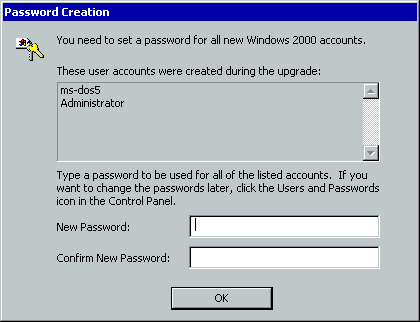 Password Creation
You need to set a password for all new Windows 2000 accounts.
These user accounts were created during the upgrade:
ms-dos5
Administrator
Type a password to be used for all of the listed accounts.  If you
want to change the passwords later, click the Users and Passwords
icon in the Control Panel.
New Password:
Confirm New Password:
OK